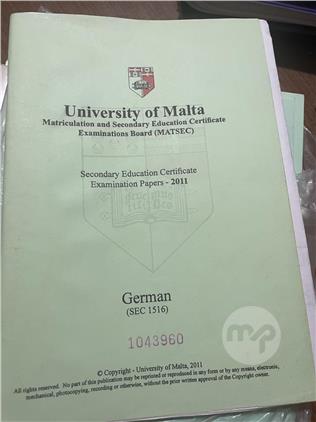 University of Malta
Matriculation and Secondary Education Certificate
Examinations Board (MATSEC)
Secondary Education Certificate
Examination Papers - 2011
German
(SEC 1516)
1043960
© Copyright - University of Malta, 2011
All rights reserved. No part of this publication may be reprinted or reproduced in any form or by any means, electronic,
mechanical, photocopying, recording or otherwise, without the prior written approval of the Copyright owner.
mp